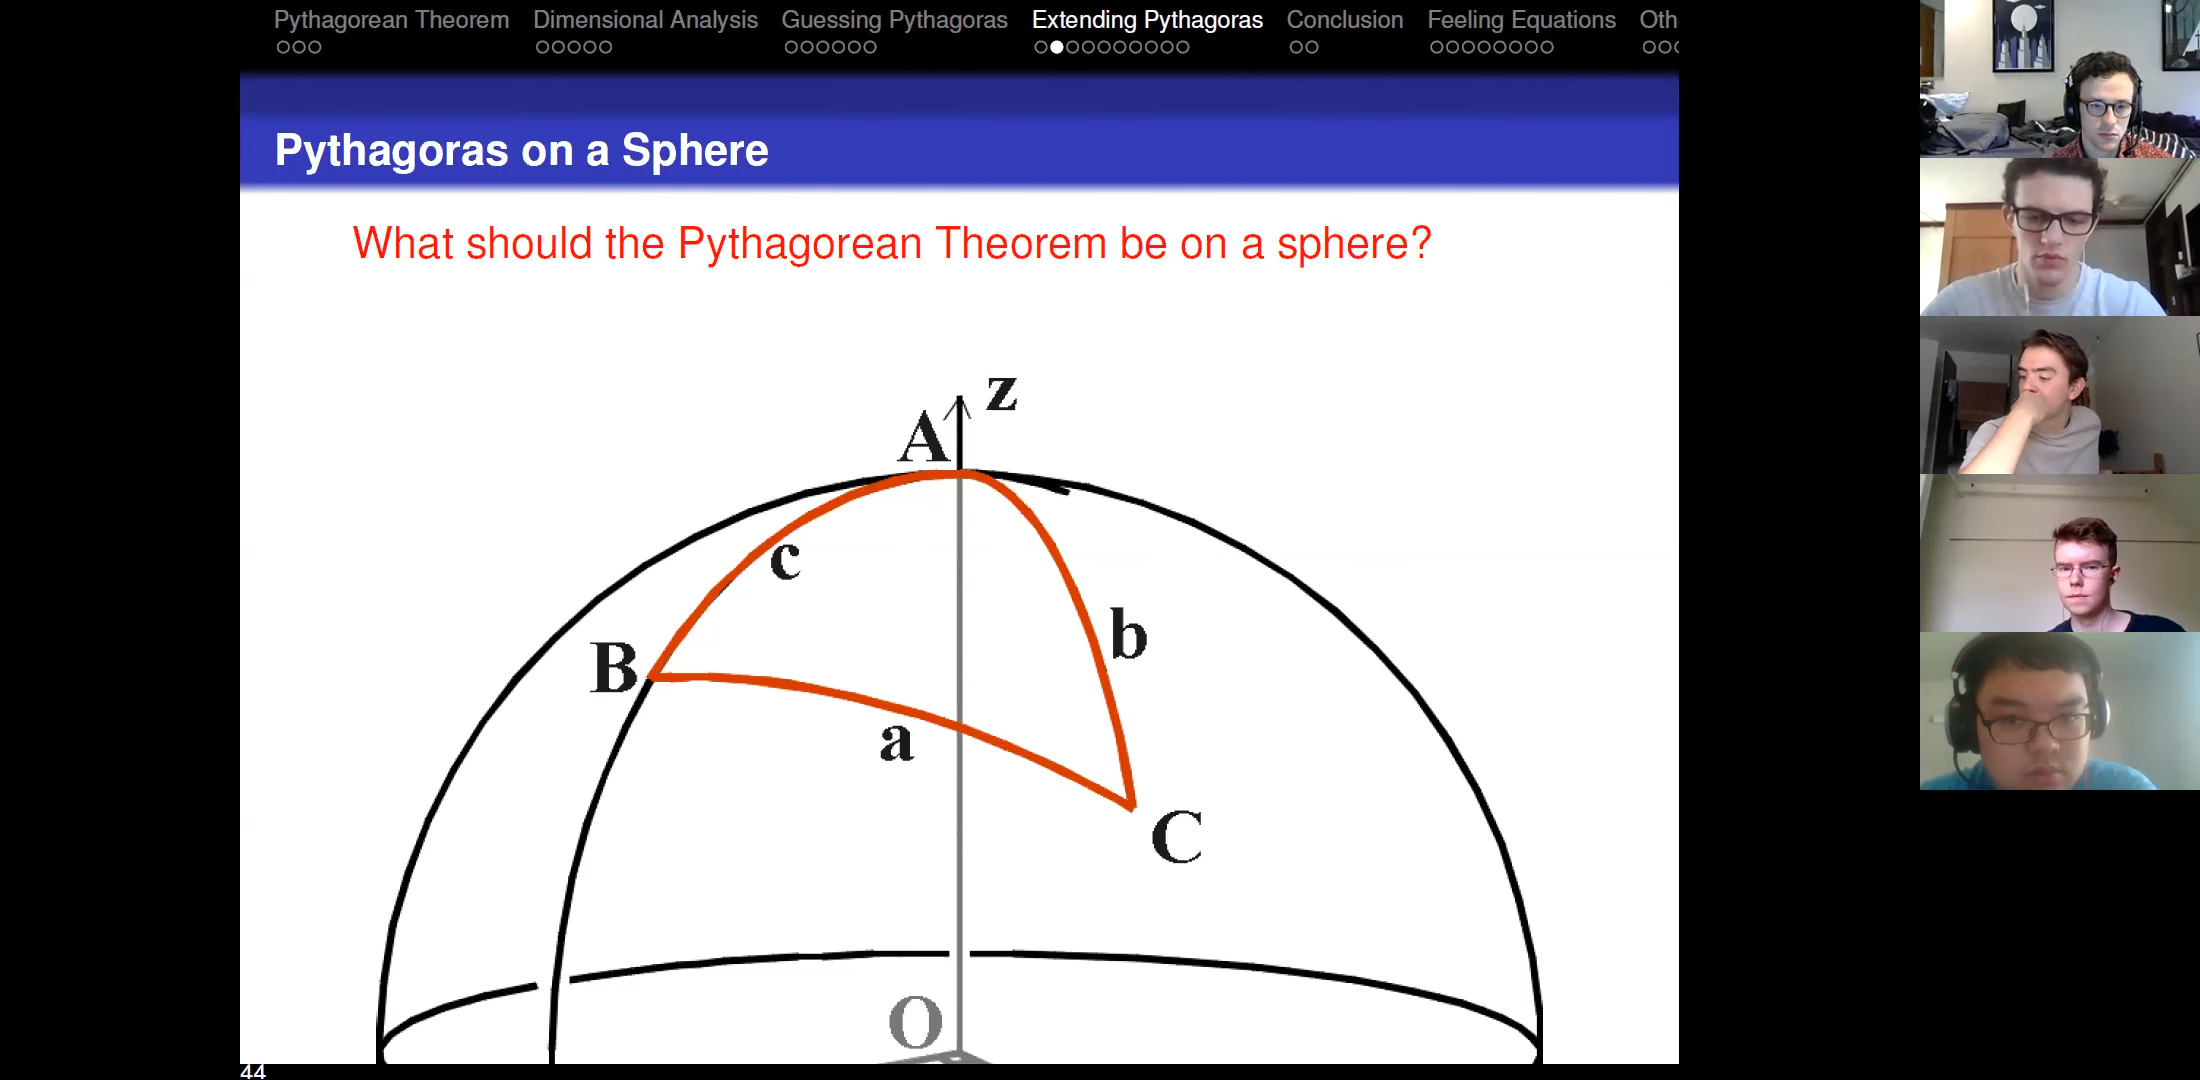 Pythagorean Theorem Dimensional Analysis Guessing Pythagoras Extending Pythagoras Conclusion Feeling Equations Oth
Pythagoras on a Sphere
What should the Pythagorean Theorem be on a sphere?
z
A
c
b
B
a
C
O
44